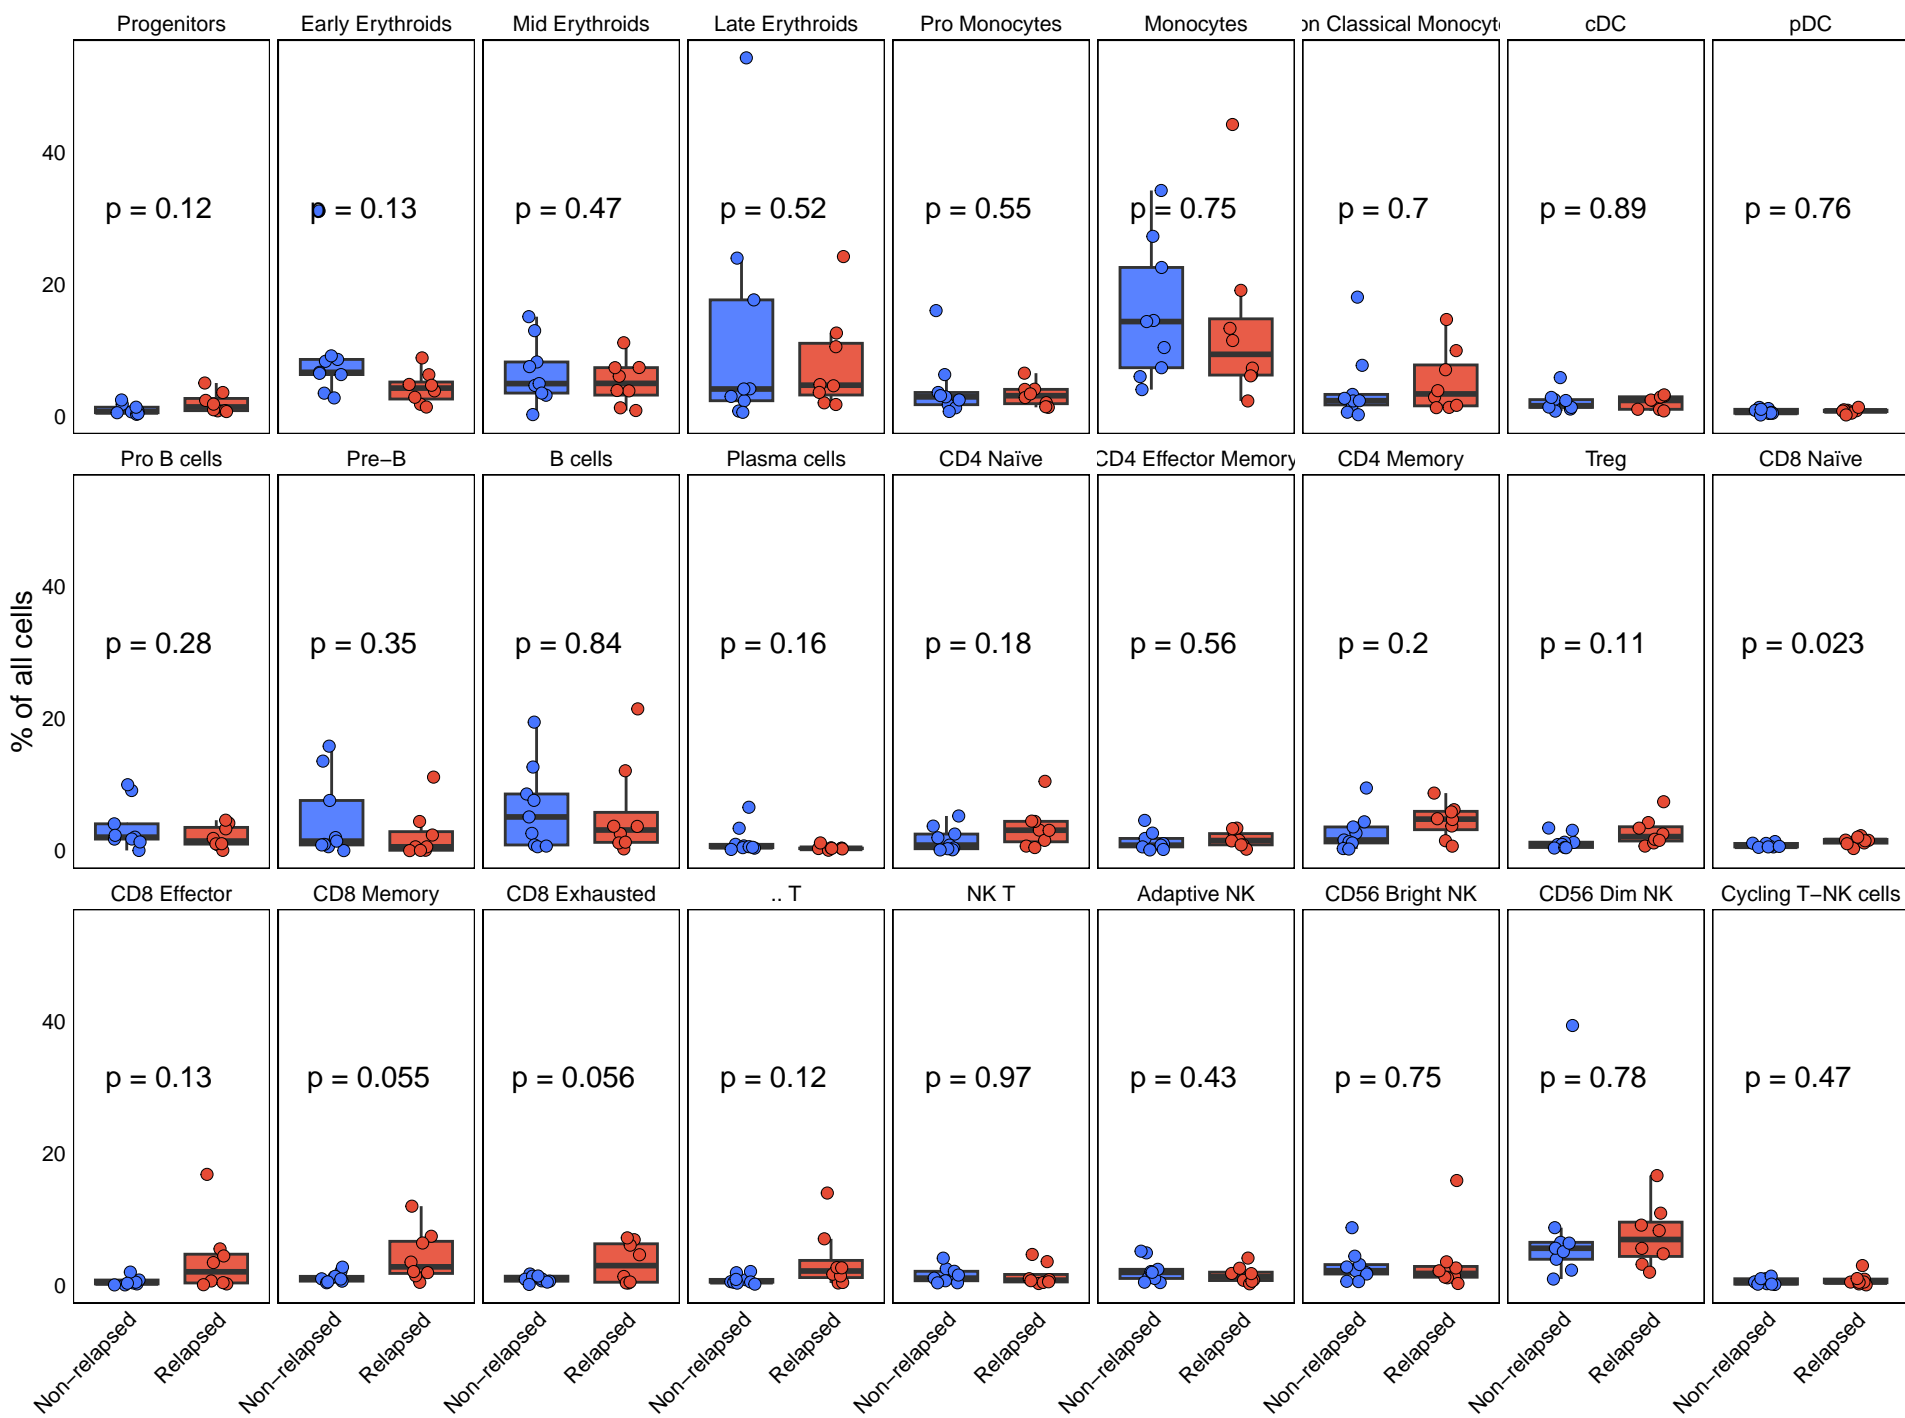 Progenitors Early Erythroids Mid Erythroids Late Erythroids Pro Monocytes Monocytes on Classical Monocyt cDC pDC
40
p = 0.12 p = 0.13 p = 0.47 p = 0.52 p = 0.55 p = 0.75 p = 0.7 p = 0.89 p = 0.76
20
0
Pro B cells Pre−B B cells Plasma cells CD4 Naïve CD4 Effector Memory CD4 Memory Treg CD8 Naïve
% of all cells
40
p = 0.28 p = 0.35 p = 0.84 p = 0.16 p = 0.18 p = 0.56 p = 0.2 p = 0.11 p = 0.023
20
0
CD8 Effector CD8 Memory CD8 Exhausted .. T NK T Adaptive NK CD56 Bright NK CD56 Dim NK Cycling T−NK cells
40
p = 0.13 p = 0.055 p = 0.056 p = 0.12 p = 0.97 p = 0.43 p = 0.75 p = 0.78 p = 0.47
20
0
Non−relapsed Relapsed Non−relapsed Relapsed Non−relapsed Relapsed Non−relapsed Relapsed Non−relapsed Relapsed Non−relapsed Relapsed Non−relapsed Relapsed Non−relapsed Relapsed Non−relapsed Relapsed